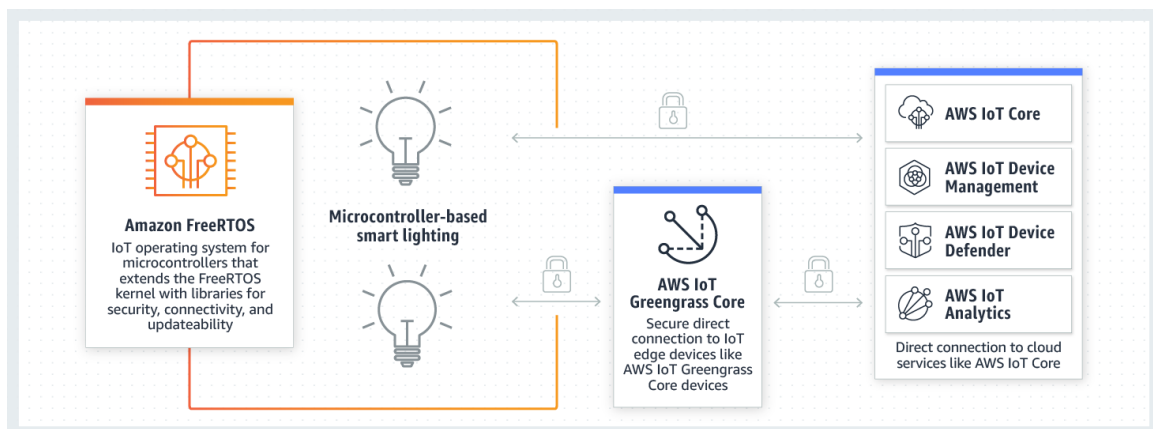 Amazon FreeRTOS
IoT operating system for
microcontrollers that
extends the FreeRTOS
kernel with libraries for
security, connectivity, and
updateability
Microcontroller-based
smart lighting
AWS IoT
Greengrass Core
Secure direct
connection to IoT
edge devices like
AWS IoT Greengrass
Core devices
AWS IoT Core
AWS IoT Device
Management
AWS IoT Device
Defender
AWS IoT
Analytics
Direct connection to cloud
services like AWS IoT Core